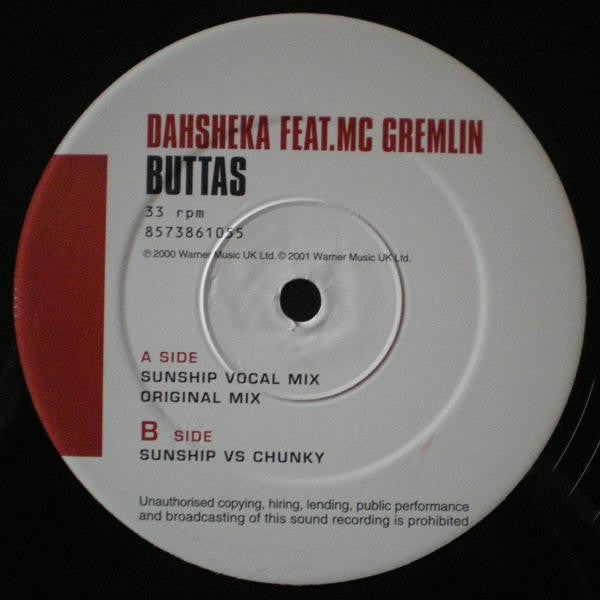 DAHSHEKA FEAT.MC GREMLIN
BUTTAS
33 rpm
8573861055
℗ 2000 Warner Music UK Ltd. © 2001 Warner Music UK Ltd.
A SIDE
SUNSHIP VOCAL MIX
ORIGINAL MIX
B SIDE
SUNSHIP VS CHUNKY
Unauthorised copying, hiring, lending, public performance
and broadcasting of this sound recording is prohibited